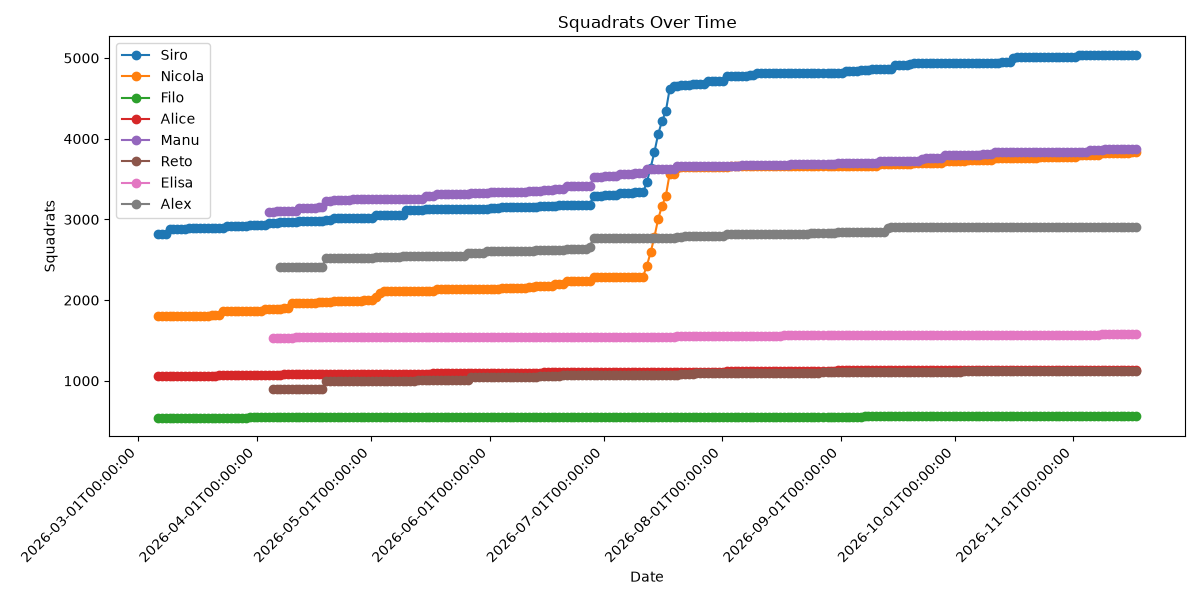 Squadrats Over Time
Siro
Nicola
Filo
Alice
Manu
Reto
Elisa
Alex
5000
4000
3000
2000
1000
Squadrats
2026-03-01T00:00:00
2026-04-01T00:00:00
2026-05-01T00:00:00
2026-06-01T00:00:00
2026-07-01T00:00:00
2026-08-01T00:00:00
2026-09-01T00:00:00
2026-10-01T00:00:00
2026-11-01T00:00:00
Date